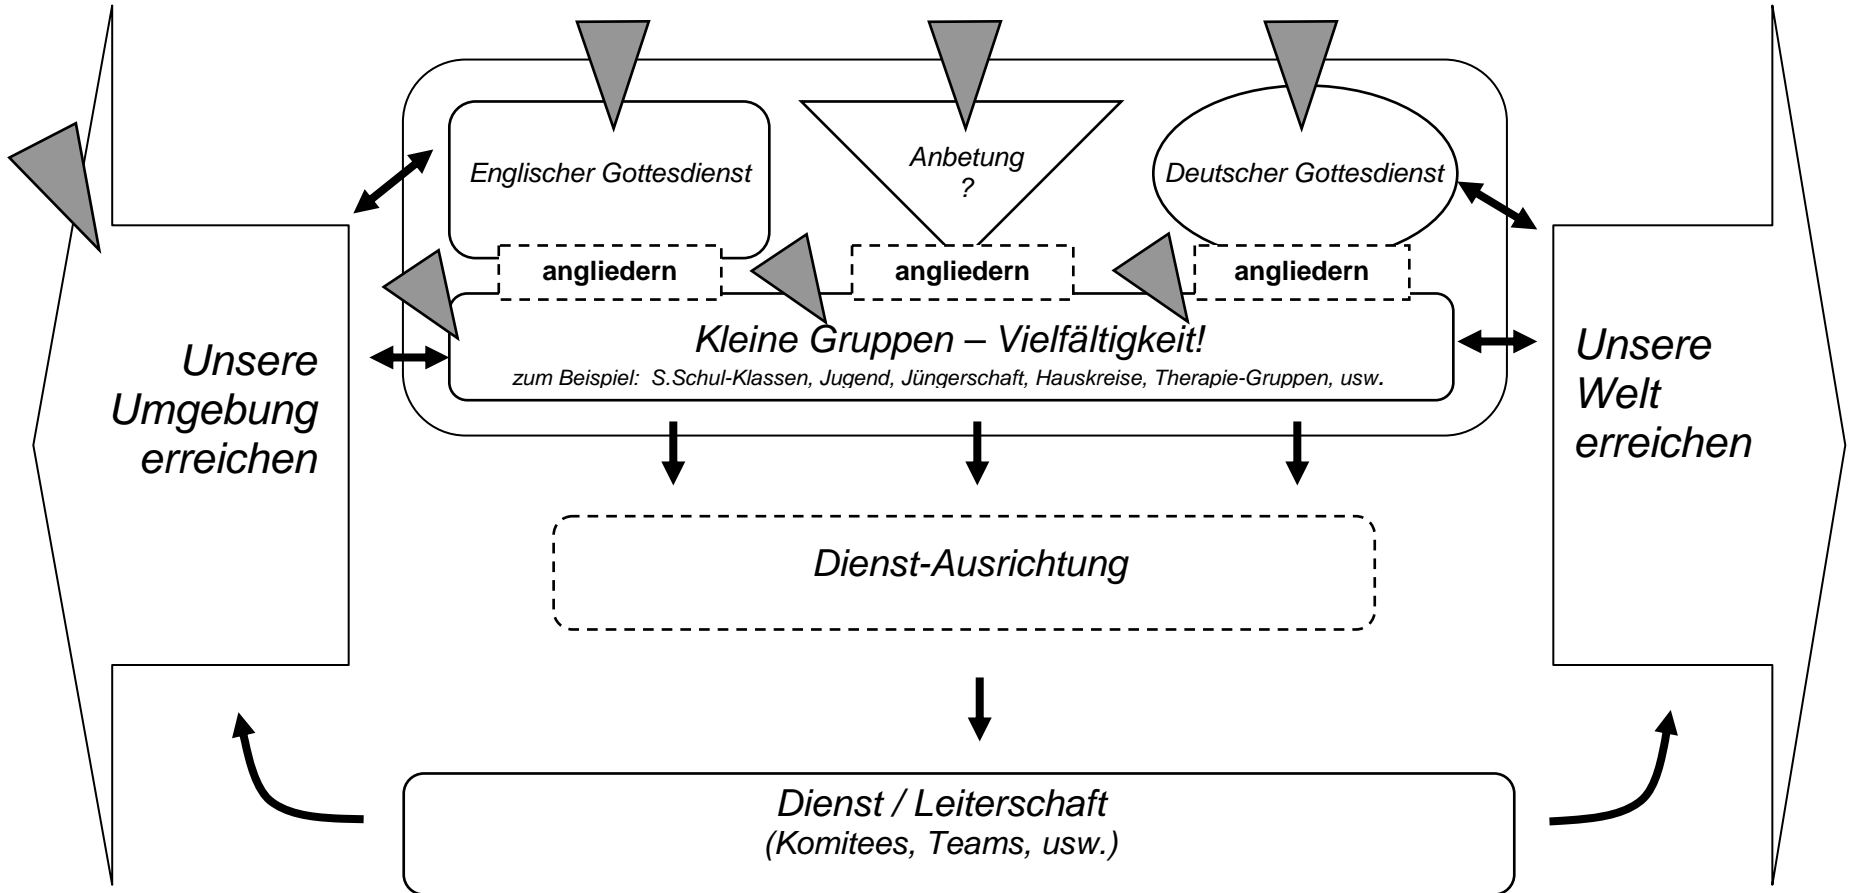 Englischer Gottesdienst
Anbetung
?
Deutscher Gottesdienst
angliedern
angliedern
angliedern
Kleine Gruppen – Vielfältigkeit!
zum Beispiel: S.Schul-Klassen, Jugend, Jüngerschaft, Hauskreise, Therapie-Gruppen, usw.
Unsere
Umgebung
erreichen
Unsere
Welt
erreichen
Dienst-Ausrichtung
Dienst / Leiterschaft
(Komitees, Teams, usw.)